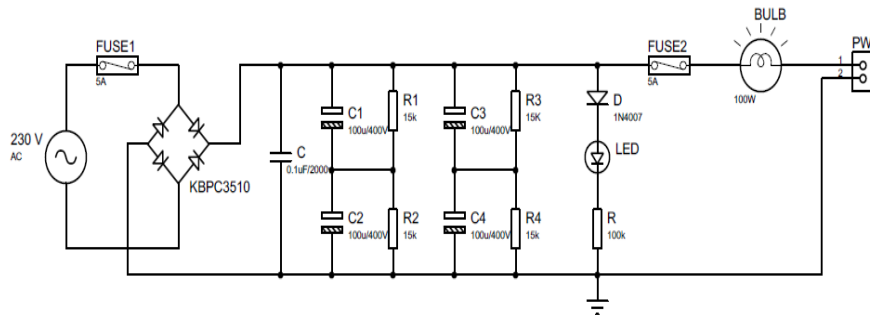 FUSE1
5A
230 V
AC
KBPC3510
C
0.1uF/2000
C1
100u/400V
R1
15k
C2
100u/400V
R2
15k
C3
100u/400V
R3
15K
C4
100u/400V
R4
15k
D
1N4007
LED
R
100k
FUSE2
5A
BULB
100W
PW
1
2